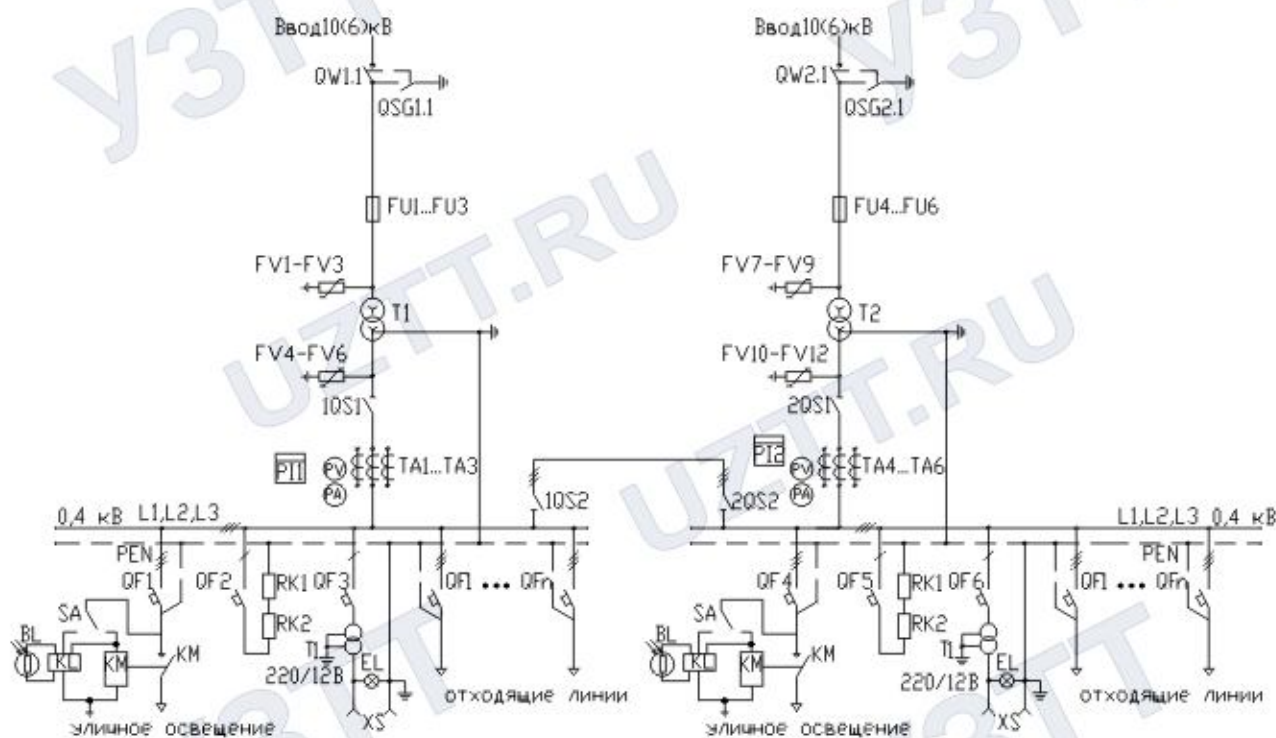 Ввод10(6)кВ Ввод10(6)кВ
QW1.1 QW2.1
QSG1.1 QSG2.1
УЗТТ УЗТТ
FU1...FU3 FU4...FU6
FV1-FV3 FV7-FV9
T1 T2
FV4-FV6 FV10-FV12
UZTT.RU UZTT.RU
1QS1 2QS1
PI1 PV TA1...TA3 PI2 PV TA4...TA6
PA 1QS2 2QS2 PA
0,4 кВ L1,L2,L3 L1,L2,L3 0,4 кВ
PEN PEN
QF1 QF2 RK1 QF3 QF1 ... QFn QF4 QF5 RK1 QF6 QF1 ... QFn
SA RK2 SA RK2
BL KL KM KM T1 EL BL KL KM KM T1 EL
220/12В 220/12В
отходящие линии отходящие линии
уличное освещение XS уличное освещение XS
УЗТТ УЗТТ